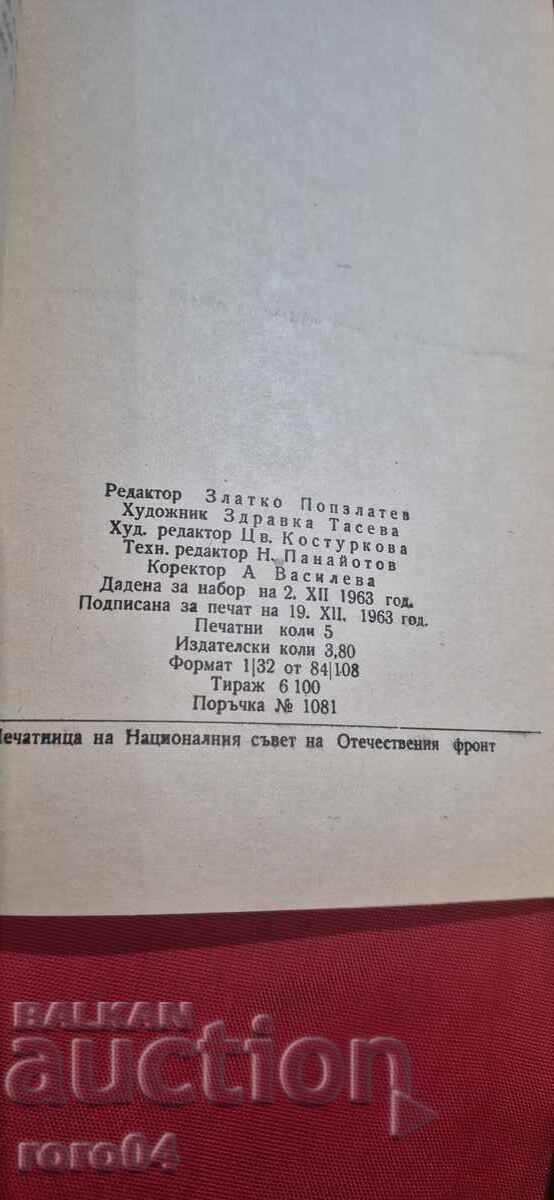 Редактор Златко Попзлатев
Художник Здравка Тасева
Худ. редактор Цв. Костуркова
Техн. редактор Н. Панайотов
Коректор А Василева
Дадена за набор на 2. XII 1963 год.
Подписана за печат на 19. XII. 1963 год.
Печатни коли 5
Издателски коли 3,80
Формат 1|32 от 84|108
Тираж 6 100
Поръчка № 1081
Печатница на Националния съвет на Отечествения фронт
BALKAN
auction
roro04